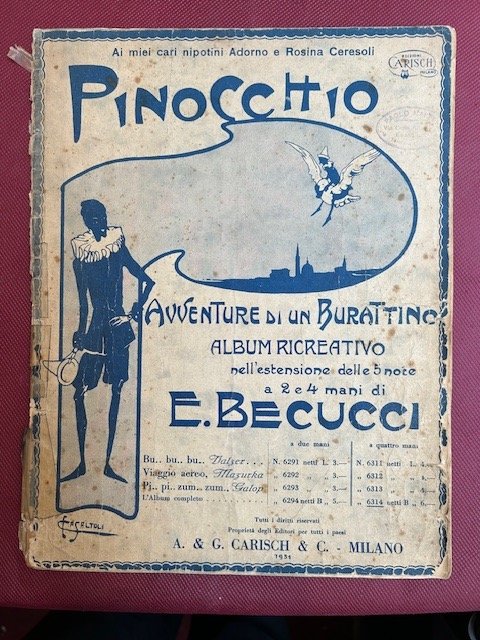 Ai miei cari nipotini Adorno e Rosina Ceresoli
EDIZIONI
CARISCH
MILANO
PINOCCHIO
AVVENTURE DI UN BURATTINO
ALBUM RICREATIVO
nell'estensione delle 5 note
a 2 e 4 mani di
E. BECUCCI
a due mani a quattro mani
Bu.. bu.. bu.. Valzer . . . N. 6291 netti L. 3.— N. 6311 netti L. 4.—
Viaggio aereo, Mazurka „ 6292 „ „ 3.— „ 6312 „ „ 4.—
Pi.. pi.. zum.. zum.. Galop „ 6293 „ „ 3.— „ 6313 „
L'Album completo . . . „ 6294 netti B „ 5.— „ 6314 netti B „ 6.—
Tutti i diritti riservati
Proprietà degli Editori per tutti i paesi
A. & G. CARISCH & C. - MILANO
1931